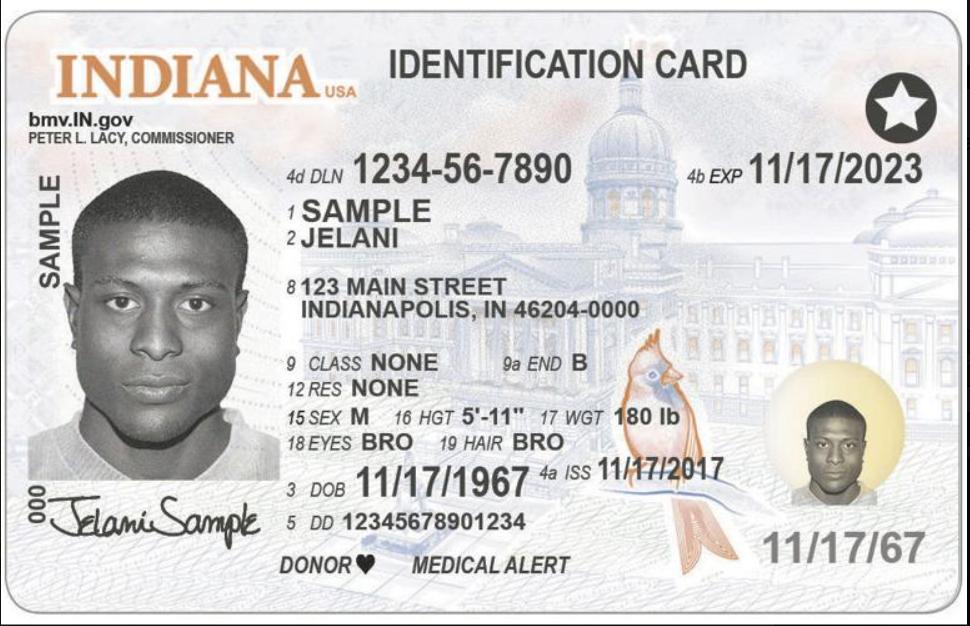 INDIANA USA
IDENTIFICATION CARD
bmv.IN.gov
PETER L. LACY, COMMISSIONER
SAMPLE
4d DLN 1234-56-7890
4b EXP 11/17/2023
1 SAMPLE
2 JELANI
8 123 MAIN STREET
INDIANAPOLIS, IN 46204-0000
9 CLASS NONE 9a END B
12 RES NONE
15 SEX M 16 HGT 5'-11" 17 WGT 180 lb
18 EYES BRO 19 HAIR BRO
3 DOB 11/17/1967 4a ISS 11/17/2017
000
Jelani Sample
5 DD 12345678901234
DONOR♥ MEDICAL ALERT
11/17/67